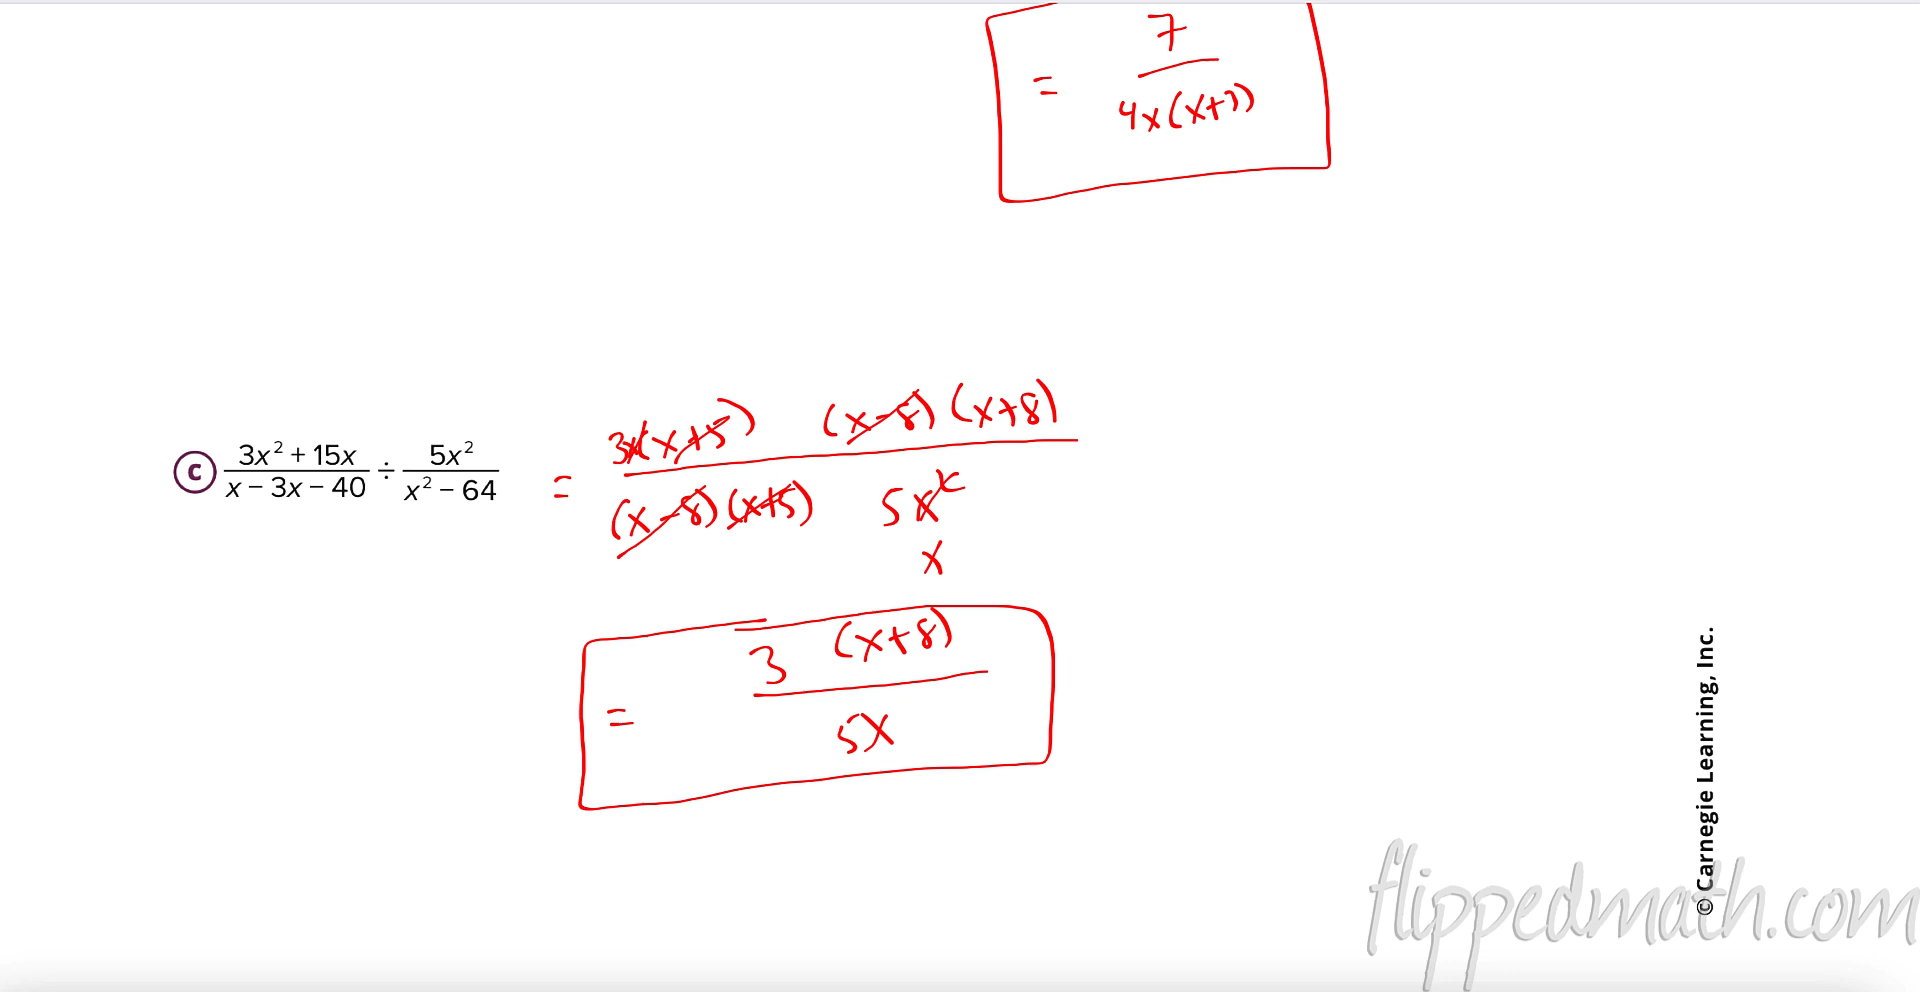 = 7 / 4x(x+7)
C (3x² + 15x)/(x − 3x − 40) ÷ 5x²/(x² − 64) = 3x(x+5) (x-8)(x+8) / (x-8)(x+5) 5x²
x
= 3 (x+8) / 5x
© Carnegie Learning, Inc.
flippedmath.com